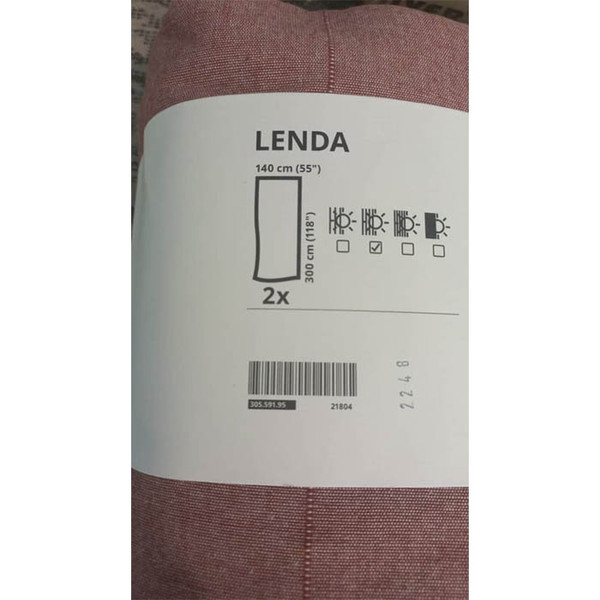 LENDA
140 cm (55")
300 cm (118")
2x
305.591.95
21804
2248